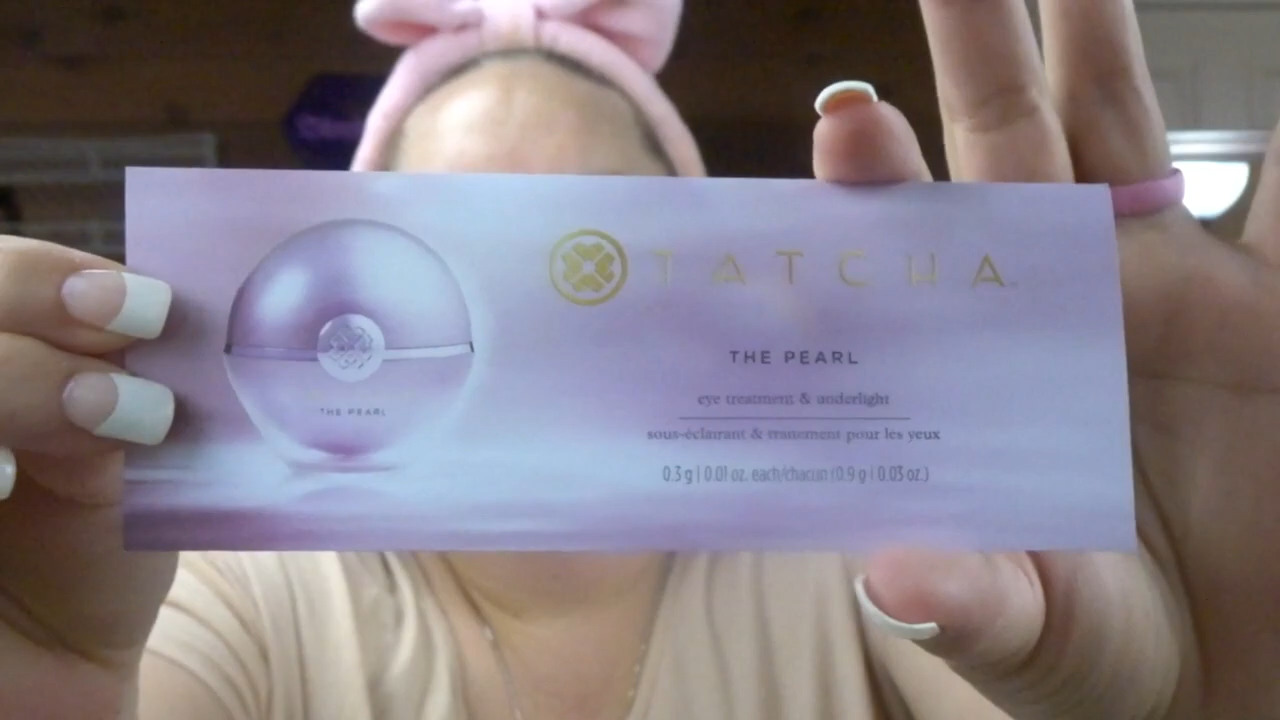 TATCHA
THE PEARL
eye treatment & underlight
sous-éclairant & traitement pour les yeux
0.3 g | 0.01 oz. each/chacun (0.9 g | 0.03 oz.)
THE PEARL